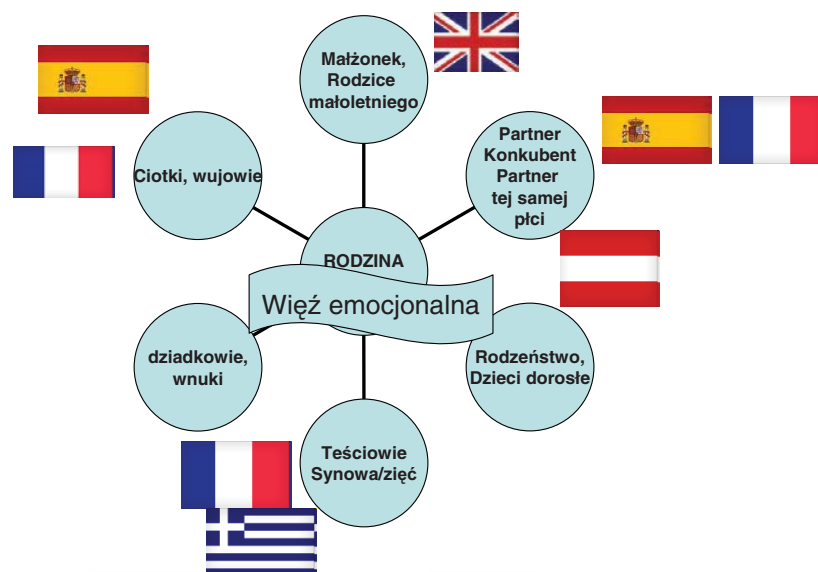 Małżonek,
Rodzice
małoletniego
Partner
Konkubent
Partner
tej samej
płci
Ciotki, wujowie
RODZINA
Więź emocjonalna
dziadkowie,
wnuki
Rodzeństwo,
Dzieci dorosłe
Teściowie
Synowa/zięć